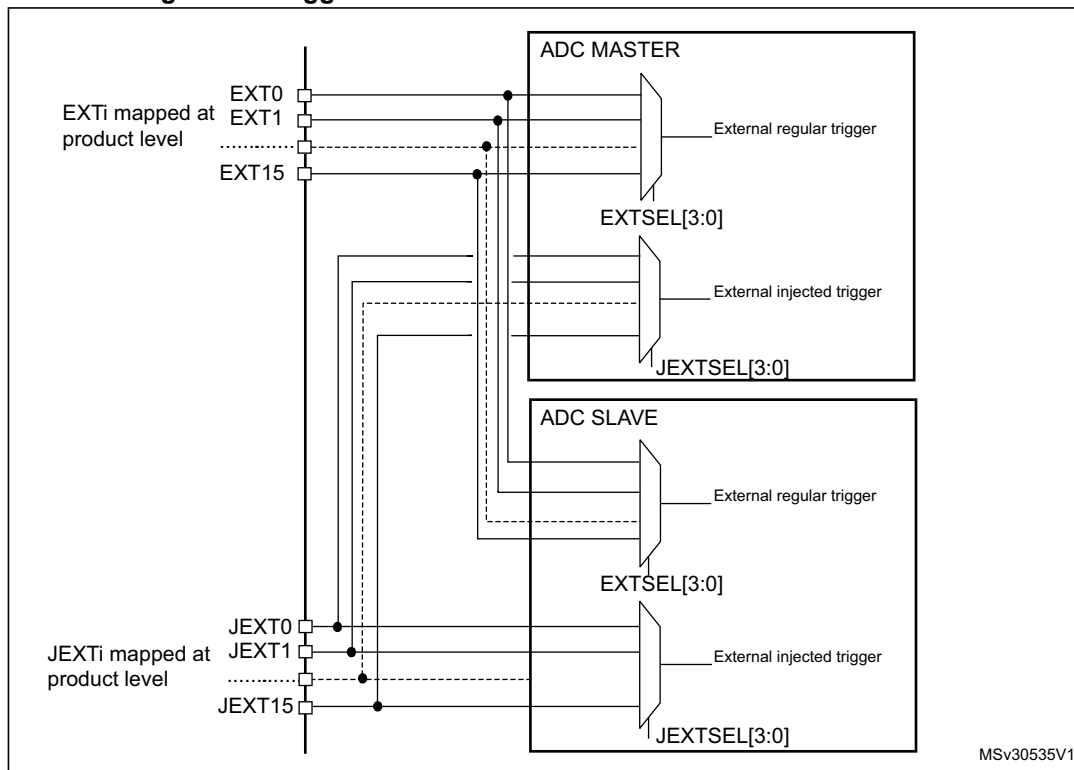 ADC MASTER
EXT0
EXTi mapped at
EXT1
product level
External regular trigger
EXT15
EXTSEL[3:0]
External injected trigger
JEXTSEL[3:0]
ADC SLAVE
External regular trigger
EXTSEL[3:0]
JEXT0
JEXTi mapped at
JEXT1
product level
External injected trigger
JEXT15
JEXTSEL[3:0]
MSv30535V1